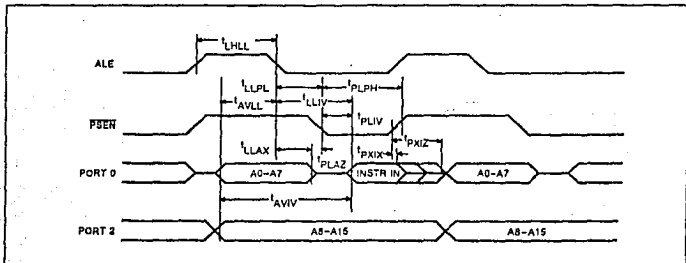 tLHLL
ALE
tLLPL
tPLPH
tAVLL
tLLIV
PSEN
tPLIV
tPXIZ
tLLAX
tPLAZ
tPXIX
PORT 0
A0-A7
INSTR IN
A0-A7
tAVIV
PORT 2
A8-A15
A8-A15